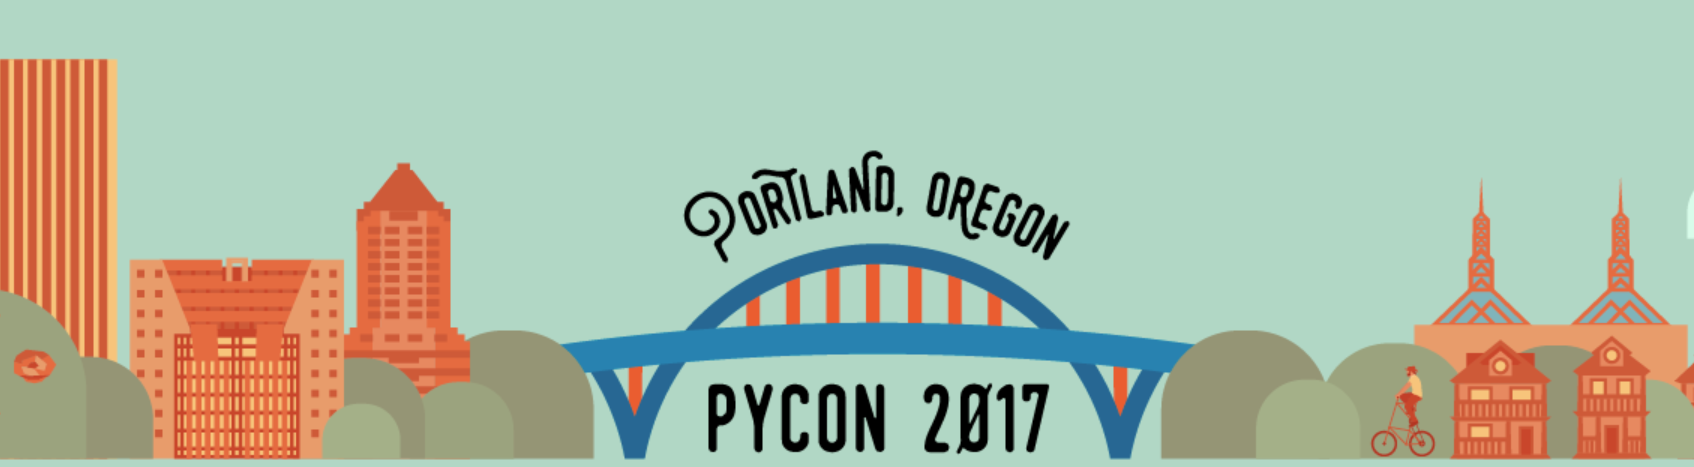 PORTLAND, OREGON
PYCON 2017